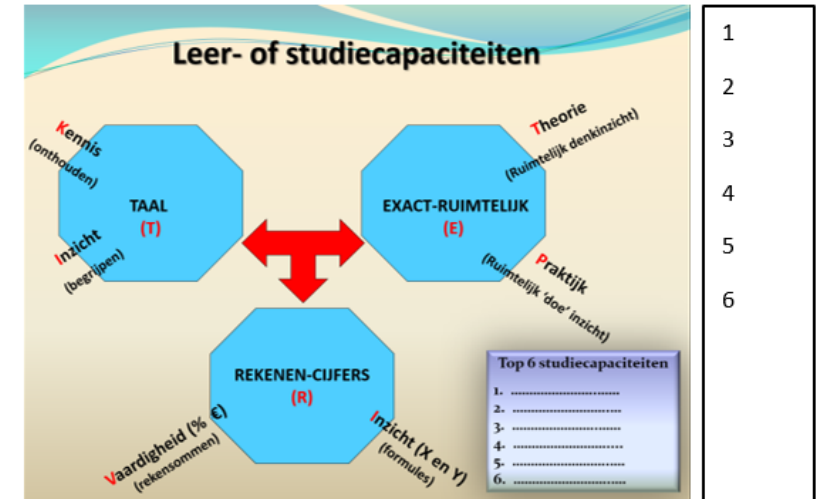 Leer- of studiecapaciteiten
Kennis
(onthouden)
TAAL
(T)
Inzicht
(begrijpen)
Theorie
(Ruimtelijk denkinzicht)
EXACT-RUIMTELIJK
(E)
Praktijk
(Ruimtelijk 'doe' inzicht)
REKENEN-CIJFERS
(R)
Vaardigheid (% €)
(rekensommen)
Inzicht (X en Y)
(formules)
Top 6 studiecapaciteiten
1. ..............................
2. ..............................
3. ..............................
4. ..............................
5. ..............................
6. ..............................
1
2
3
4
5
6